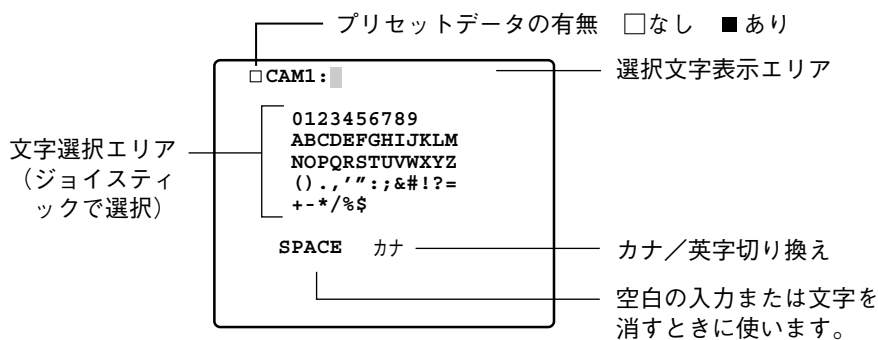 プリセットデータの有無 □なし ■あり
□CAM1:
選択文字表示エリア
文字選択エリア
（ジョイスティ
ックで選択）
0123456789
ABCDEFGHIJKLM
NOPQRSTUVWXYZ
().,′″:;&#!?=
+-*/%$
SPACE カナ
カナ／英字切り換え
空白の入力または文字を
消すときに使います。